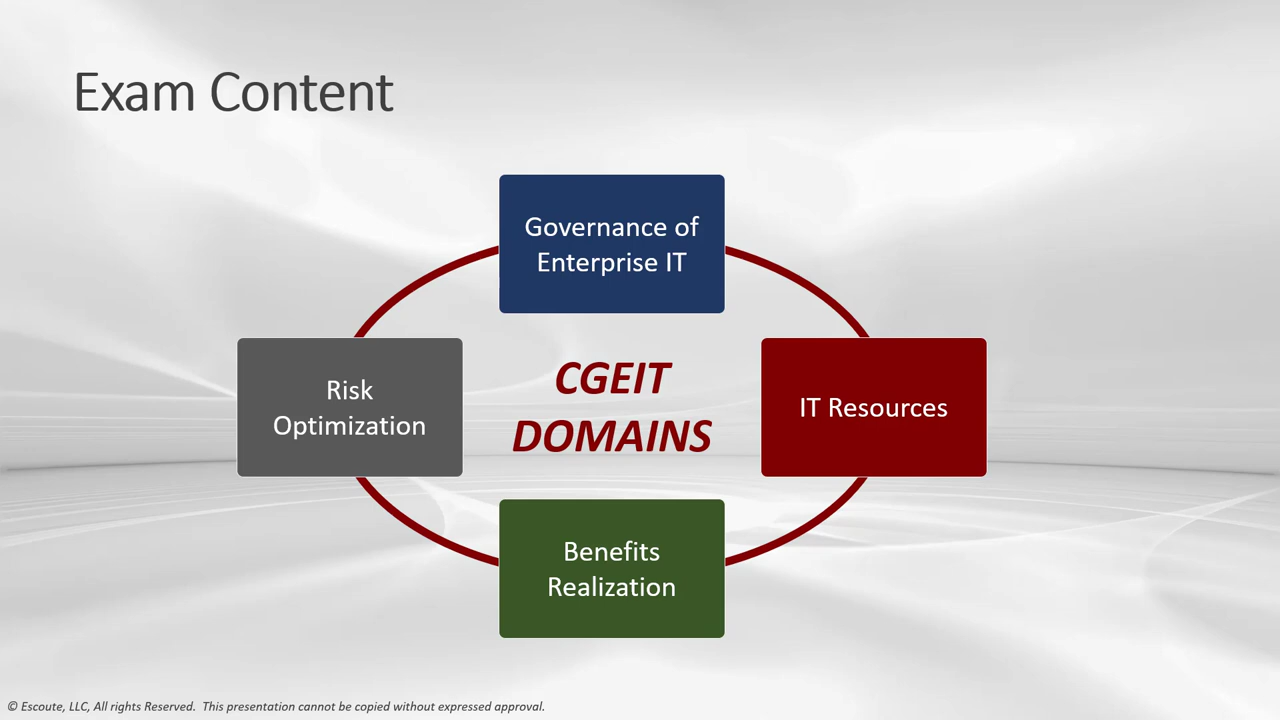 Exam Content
Governance of
Enterprise IT
Risk
Optimization
CGEIT
DOMAINS
IT Resources
Benefits
Realization
© Escoute, LLC, All rights Reserved.  This presentation cannot be copied without expressed approval.